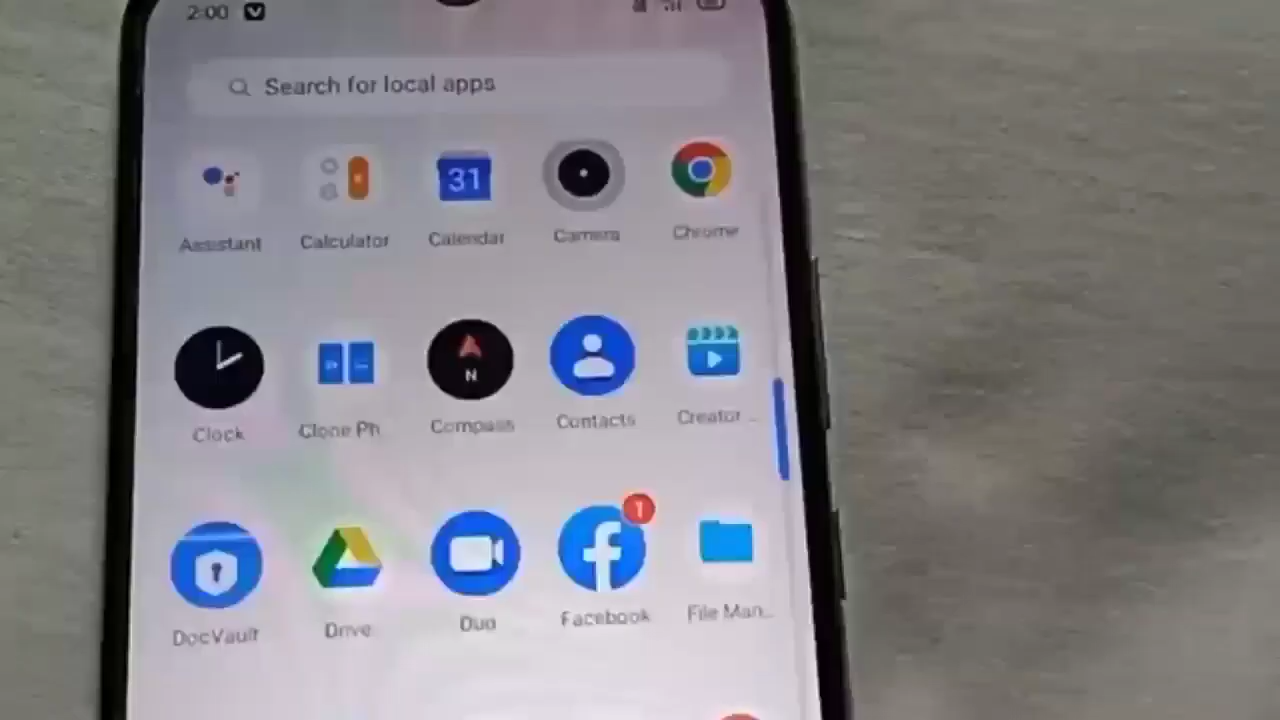 2:00
Search for local apps
31
Assistant Calculator Calendar Camera Chrome
N
Clock Clone Ph Compass Contacts Creator ...
1
DocVault Drive Duo Facebook File Man...